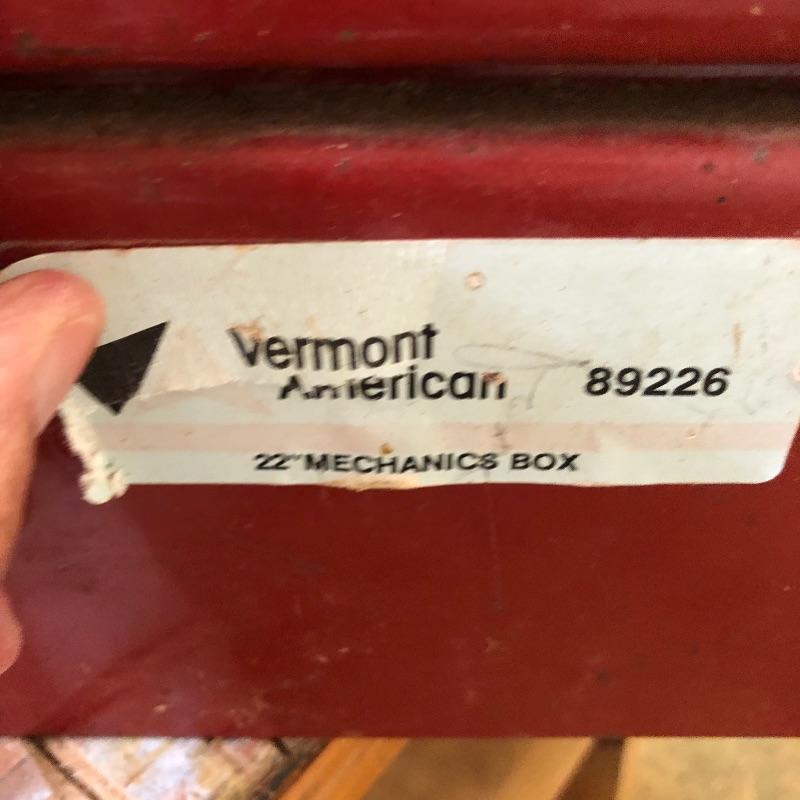 Vermont
American 89226
22" MECHANICS BOX